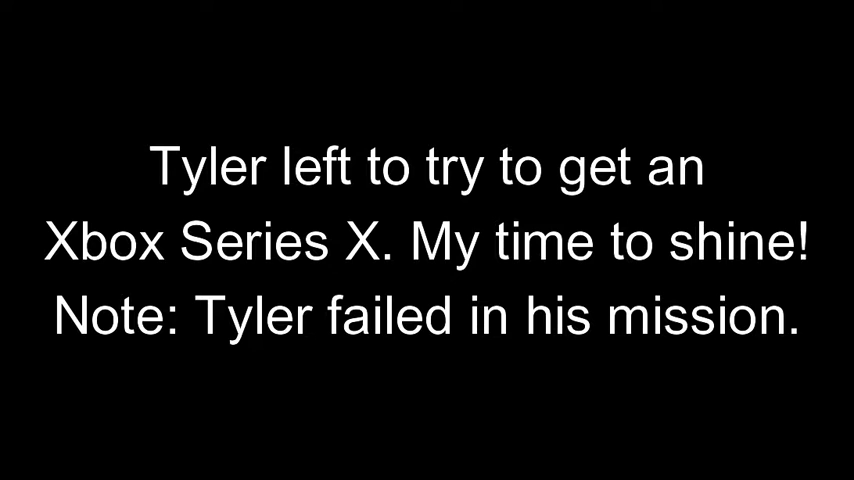 Tyler left to try to get an
Xbox Series X. My time to shine!
Note: Tyler failed in his mission.